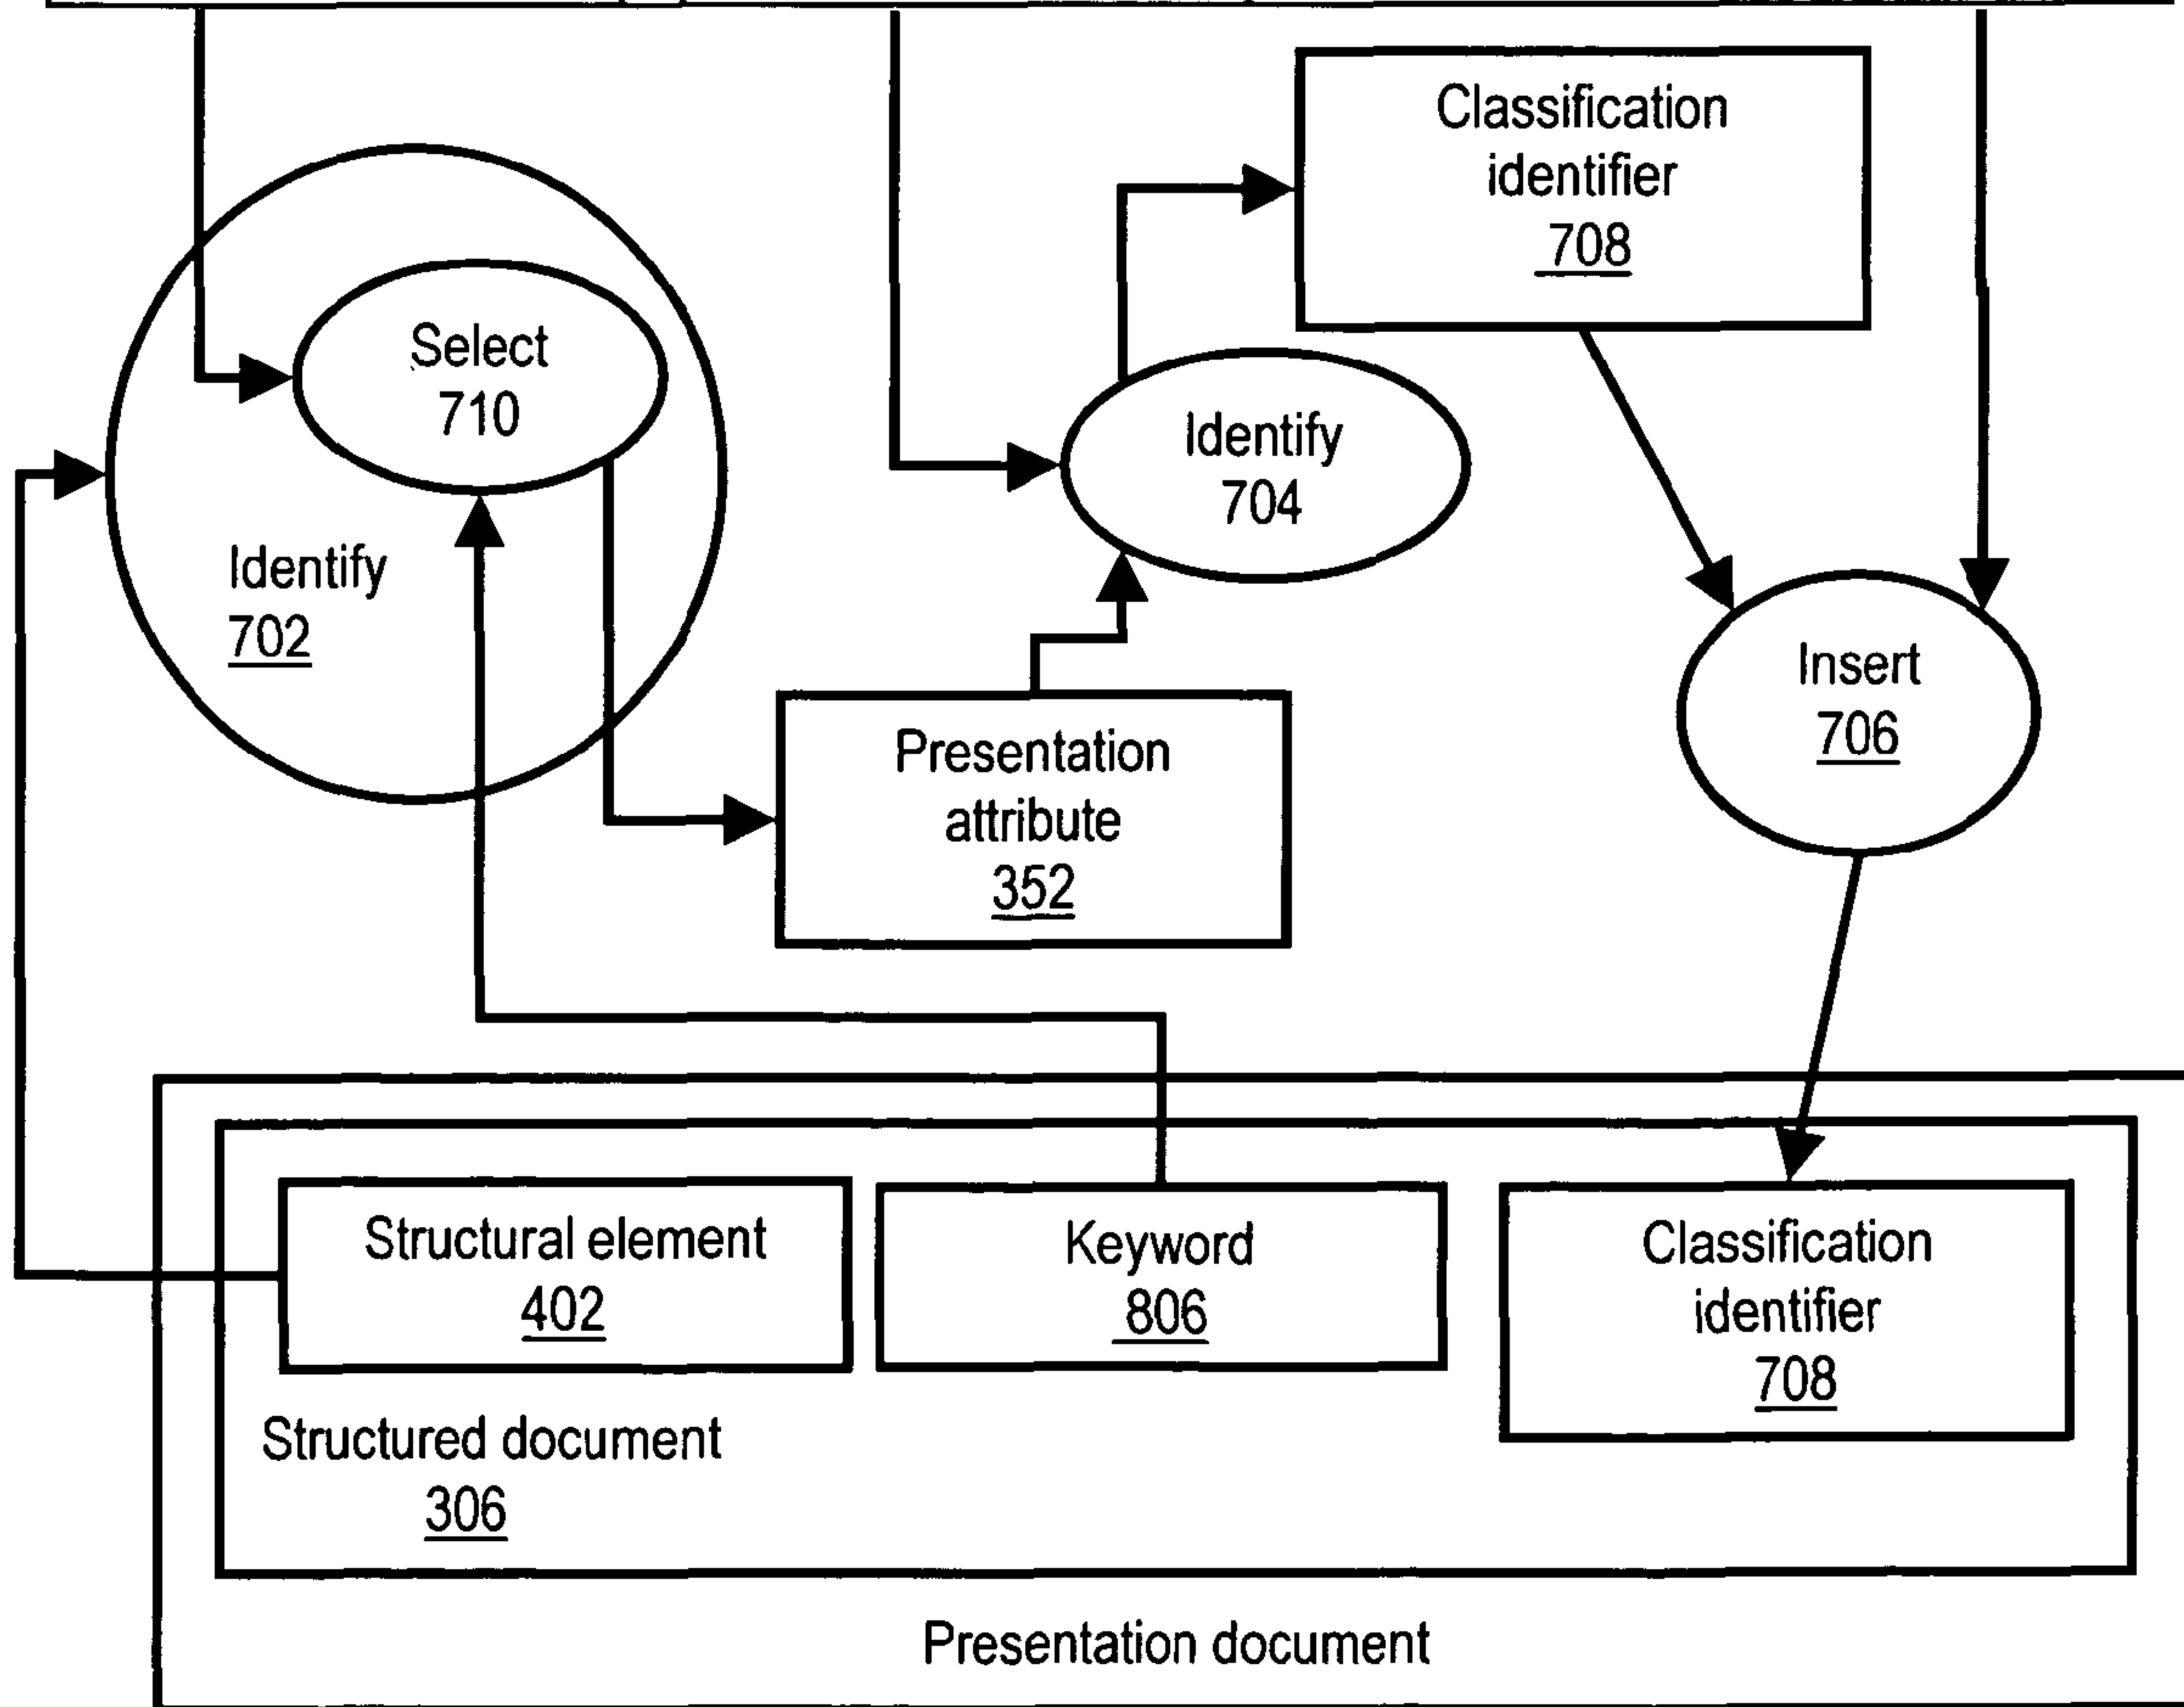 Classification
identifier
708
Select
710
Identify
704
Identify
702
Insert
706
Presentation
attribute
352
Structural element
402
Keyword
806
Classification
identifier
708
Structured document
306
Presentation document